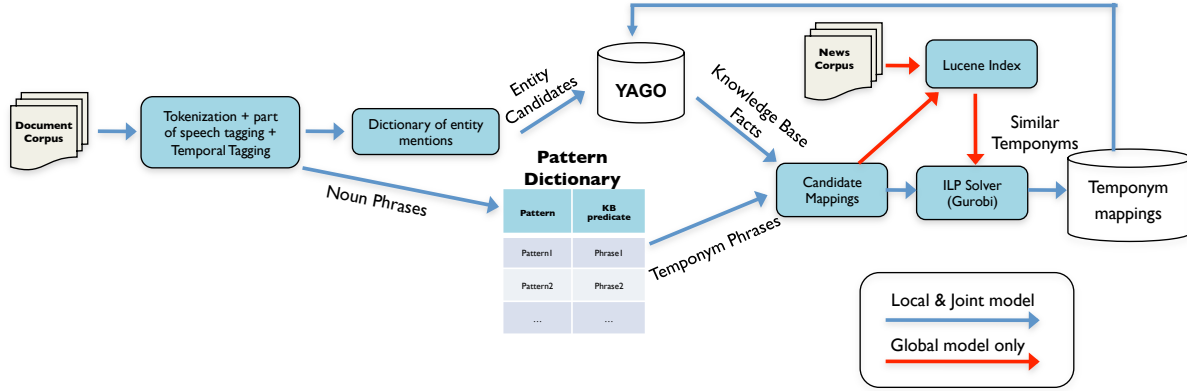 Document
Corpus
Tokenization + part
of speech tagging +
Temporal Tagging
Dictionary of entity
mentions
Entity
Candidates
YAGO
Knowledge Base
Facts
News
Corpus
Lucene Index
Similar
Temponyms
Noun Phrases
Pattern
Dictionary
Pattern
KB
predicate
Pattern1
Phrase1
Pattern2
Phrase2
...
...
Temponym Phrases
Candidate
Mappings
ILP Solver
(Gurobi)
Temponym
mappings
Local & Joint model
Global model only